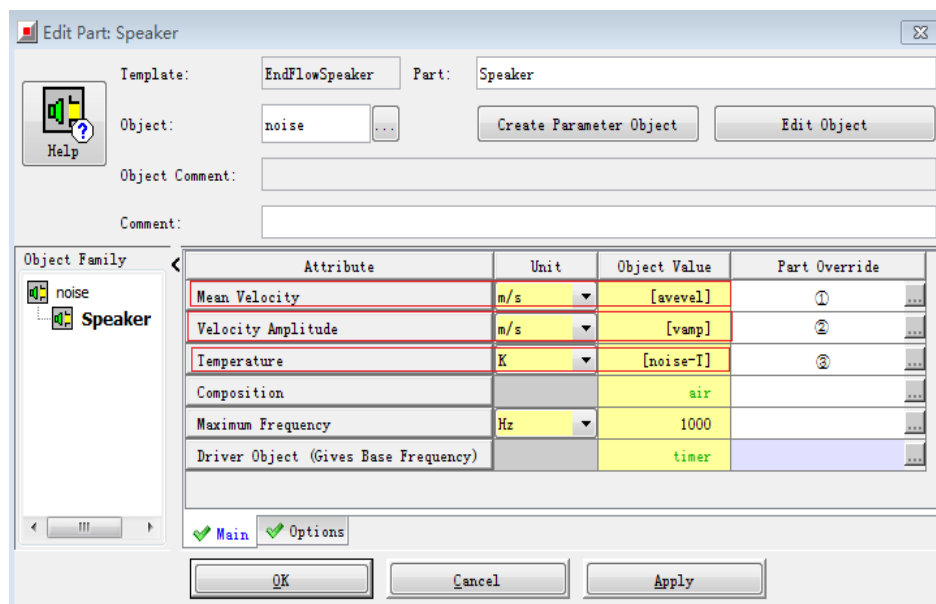 Edit Part: Speaker
Template: EndFlowSpeaker Part: Speaker
Help
Object: noise ... Create Parameter Object Edit Object
Object Comment:
Comment:
Object Family
noise
Speaker
Attribute Unit Object Value Part Override
Mean Velocity m/s [avevel] ① ...
Velocity Amplitude m/s [vamp] ② ...
Temperature K [noise-T] ③ ...
Composition air ...
Maximum Frequency Hz 1000 ...
Driver Object (Gives Base Frequency) timer ...
Main Options
OK Cancel Apply